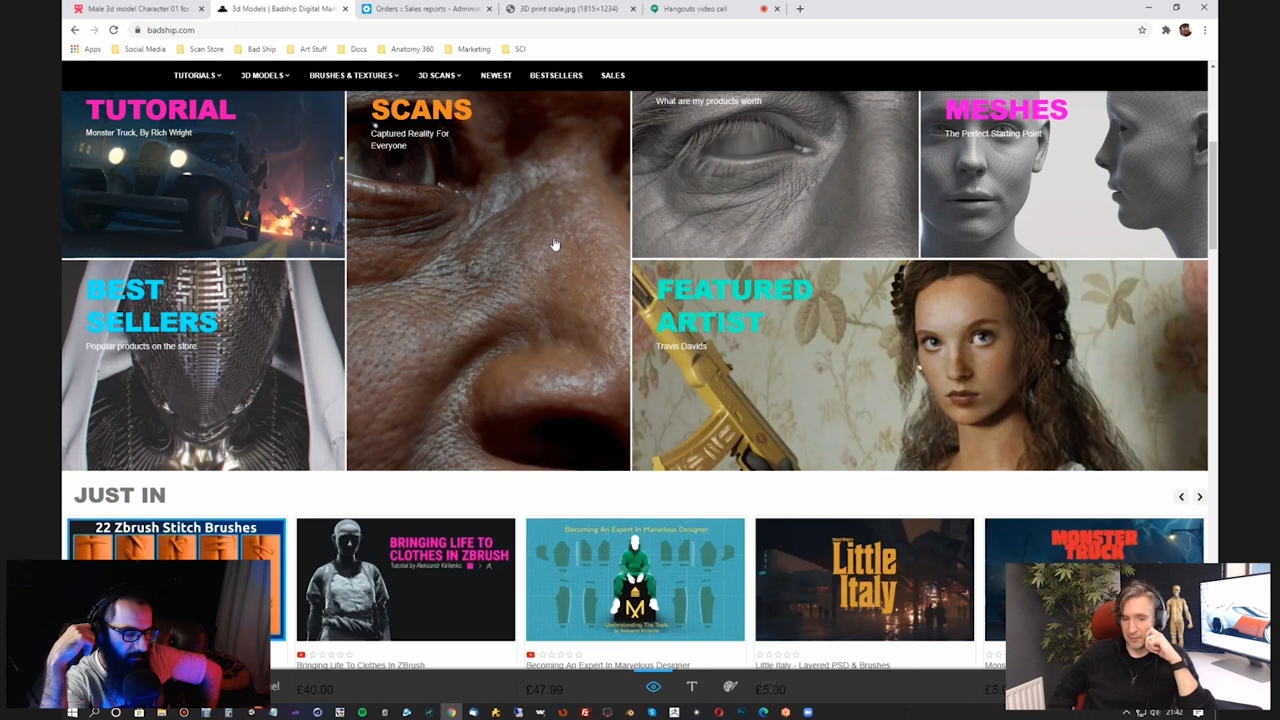 Male 3d model Character 01 fo
3d Models | Badship Digital Ma
Orders :: Sales reports - Admini
3D print scale.jpg (1815×1234)
Hangouts video call
badship.com
Apps
Social Media
Scan Store
Bad Ship
Art Stuff
Docs
Anatomy 360
Marketing
SCI
TUTORIALS
3D MODELS
BRUSHES & TEXTURES
3D SCANS
NEWEST
BESTSELLERS
SALES
TUTORIAL
Monster Truck, By Rich Wright
SCANS
Captured Reality For
Everyone
What are my products worth
MESHES
The Perfect Starting Point
BEST
SELLERS
Popular products on the store
FEATURED
ARTIST
Travis Davids
JUST IN
22 Zbrush Stitch Brushes
BRINGING LIFE TO
CLOTHES IN ZBRUSH
Tutorial by Aleksandr Kirilenko
Becoming An Expert In Marvelous Designer
M
Understanding The Tools
Little
Italy
MONSTER
TRUCK
Bringing Life To Clothes In ZBrush
Becoming An Expert In Marvelous Designer
Little Italy - Layered PSD & Brushes
Mons
nel
£40.00
£47.99
T
£5.00
£5.0
21:42